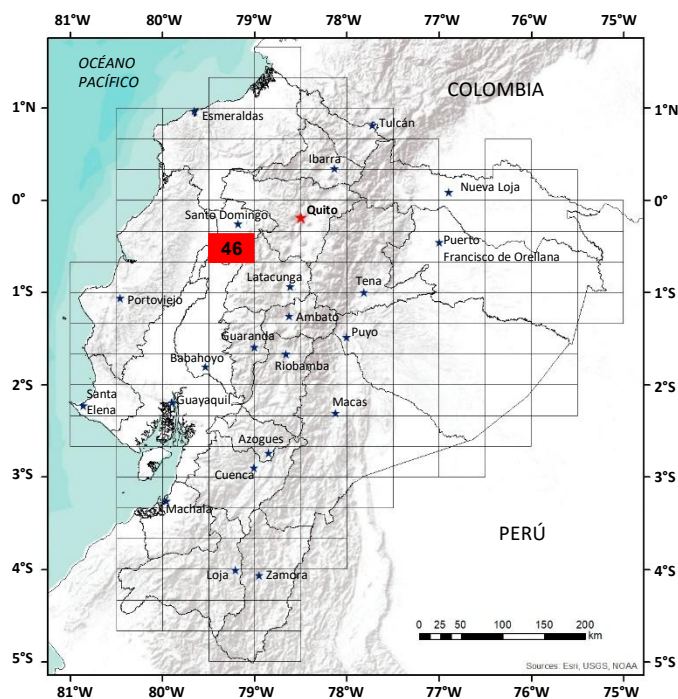 81°W 80°W 79°W 78°W 77°W 76°W 75°W
OCÉANO
PACÍFICO
COLOMBIA
1°N 1°N
Esmeraldas
Tulcán
Ibarra
Nueva Loja
0° 0°
Quito
Santo Domingo
46
Puerto
Francisco de Orellana
Latacunga
Tena
1°S 1°S
Portoviejo
Ambato
Guaranda
Puyo
Babahoyo
Riobamba
2°S 2°S
Santa
Elena
Guayaquil
Macas
Azogues
Cuenca
3°S 3°S
Machala
PERÚ
Loja
Zamora
4°S 4°S
0 25 50 100 150 200
km
Sources: Esri, USGS, NOAA
5°S 5°S
81°W 80°W 79°W 78°W 77°W 76°W 75°W